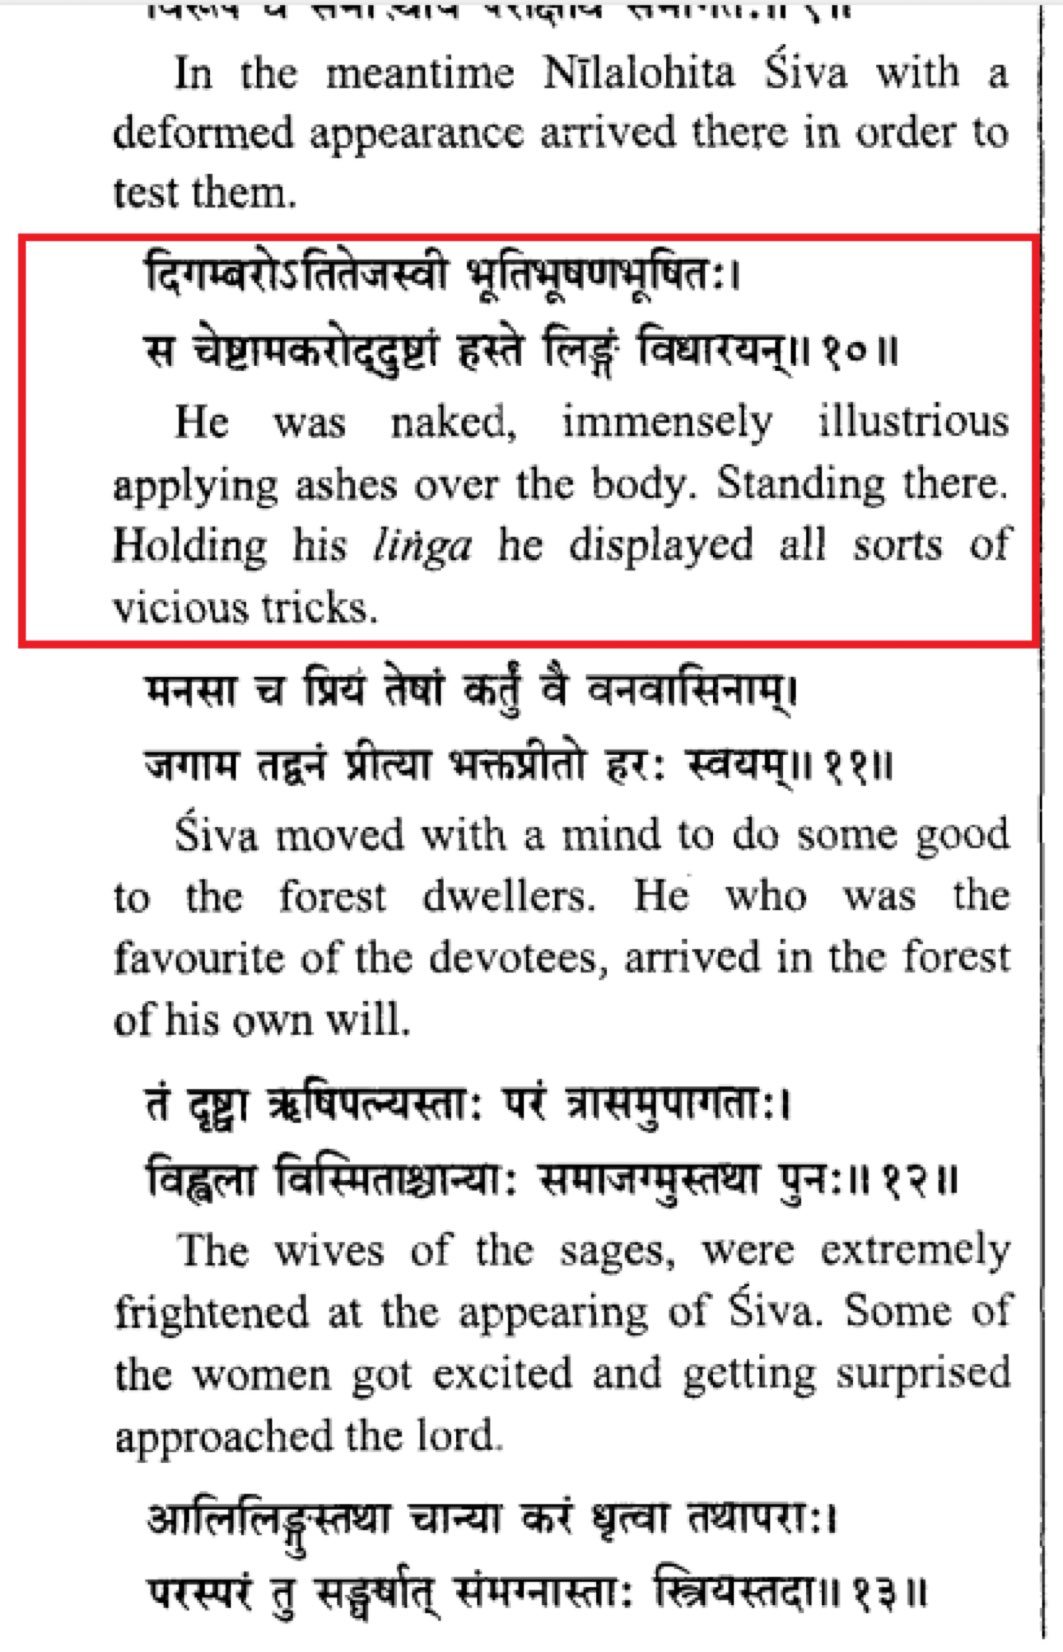 In the meantime Nīlalohita Śiva with a
deformed appearance arrived there in order to
test them.
दिगम्बरोऽतितेजस्वी भूतिभूषणभूषितः।
स चेष्टामकरोद्दुष्टां हस्ते लिङ्गं विधारयन्॥१०॥
He was naked, immensely illustrious
applying ashes over the body. Standing there.
Holding his liṅga he displayed all sorts of
vicious tricks.
मनसा च प्रियं तेषां कर्तुं वै वनवासिनाम्।
जगाम तद्वनं प्रीत्या भक्तप्रीतो हरः स्वयम्॥११॥
Śiva moved with a mind to do some good
to the forest dwellers. He who was the
favourite of the devotees, arrived in the forest
of his own will.
तं दृष्ट्वा ऋषिपत्न्यस्ताः परं त्रासमुपागताः।
विह्वला विस्मिताश्चान्याः समाजग्मुस्तथा पुनः॥१२॥
The wives of the sages, were extremely
frightened at the appearing of Śiva. Some of
the women got excited and getting surprised
approached the lord.
आलिलिङ्गुस्तथा चान्या करं धृत्वा तथापराः।
परस्परं तु सङ्घर्षात् संभग्नास्ताः स्त्रियस्तदा॥१३॥